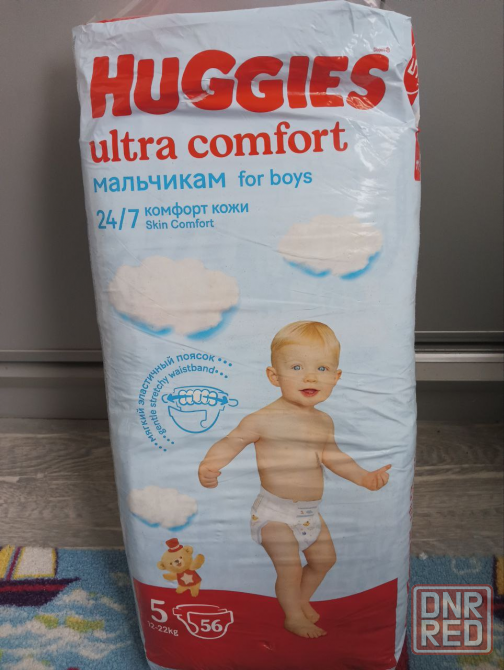 HUGGIES
ultra comfort
мальчикам for boys
24/7 комфорт кожи
Skin Comfort
мягкий эластичный поясок
gentle stretchy waistband
5
12-22kg
56
DNR
RED